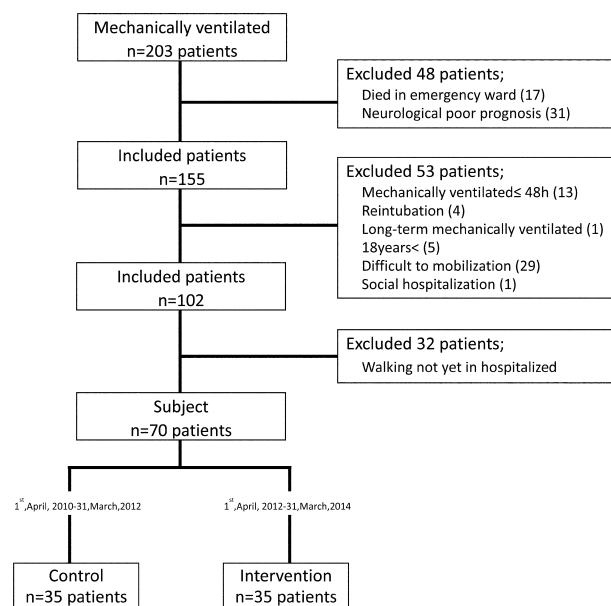 Mechanically ventilated
n=203 patients
Excluded 48 patients;
Died in emergency ward (17)
Neurological poor prognosis (31)
Included patients
n=155
Excluded 53 patients;
Mechanically ventilated≤ 48h (13)
Reintubation (4)
Long-term mechanically ventilated (1)
18years< (5)
Difficult to mobilization (29)
Social hospitalization (1)
Included patients
n=102
Excluded 32 patients;
Walking not yet in hospitalized
Subject
n=70 patients
1st,April, 2010-31,March,2012
1st,April, 2012-31,March,2014
Control
n=35 patients
Intervention
n=35 patients